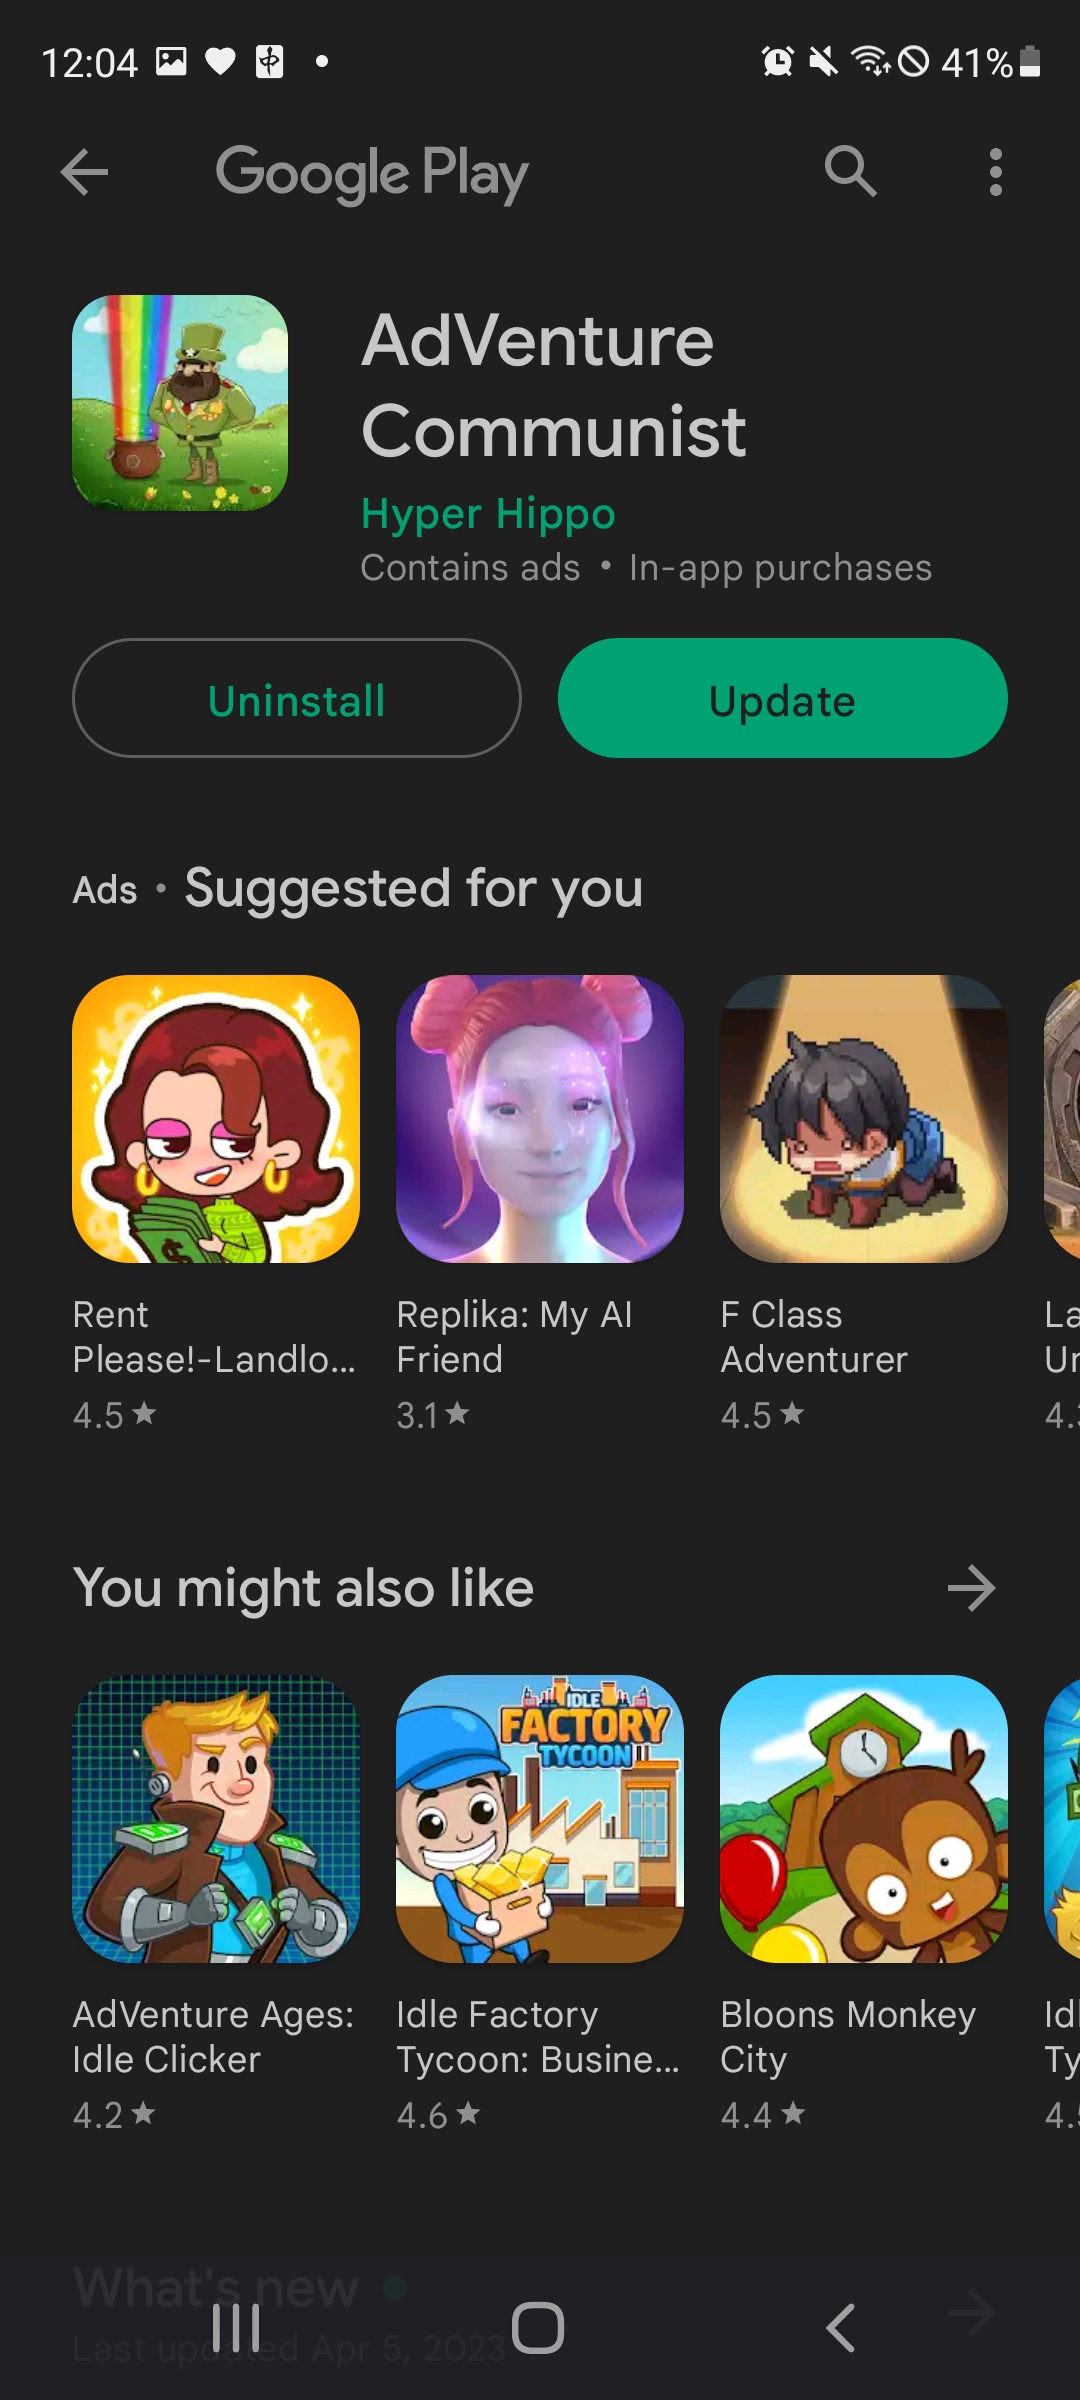 12:04 41%
Google Play
AdVenture
Communist
Hyper Hippo
Contains ads • In-app purchases
Uninstall Update
Ads • Suggested for you
Rent
Please!-Landlo...
4.5★
Replika: My AI
Friend
3.1★
F Class
Adventurer
4.5★
La
Ur
4.3
You might also like
IDLE
FACTORY
TYCOON
AdVenture Ages:
Idle Clicker
4.2★
Idle Factory
Tycoon: Busine...
4.6★
Bloons Monkey
City
4.4★
Idl
Ty
4.5
What's new
Last updated Apr 5, 2023